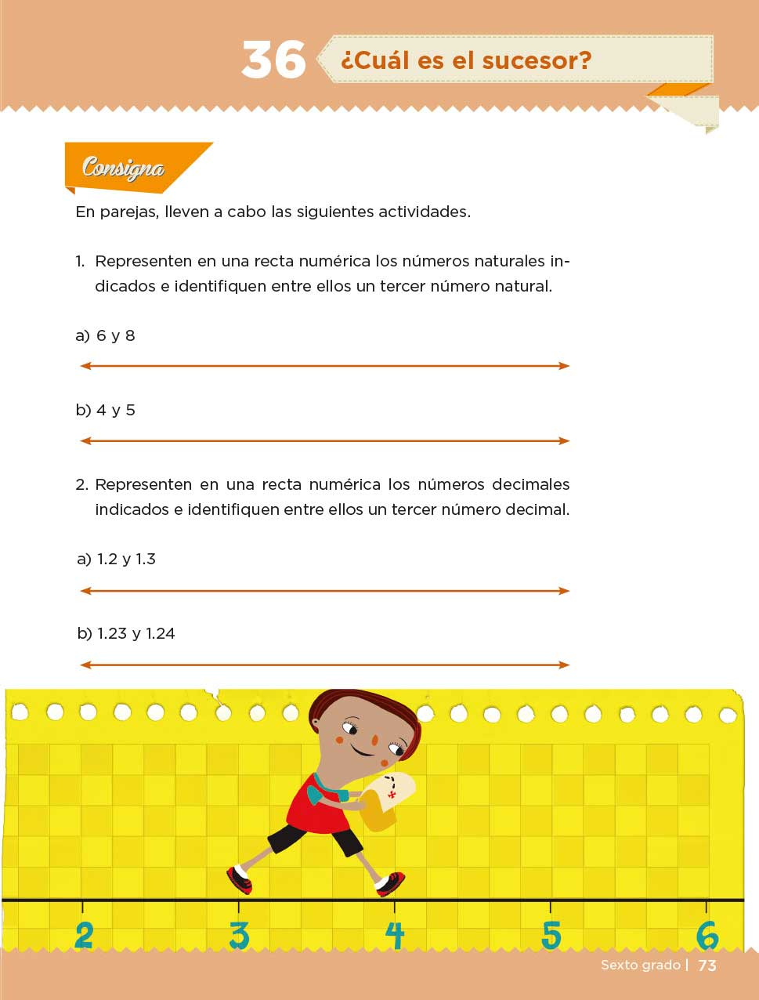 36
¿Cuál es el sucesor?
Consigna
En parejas, lleven a cabo las siguientes actividades.
1. Representen en una recta numérica los números naturales in-
dicados e identifiquen entre ellos un tercer número natural.
a) 6 y 8
b) 4 y 5
2. Representen en una recta numérica los números decimales
indicados e identifiquen entre ellos un tercer número decimal.
a) 1.2 y 1.3
b) 1.23 y 1.24
2 3 4 5 6
Sexto grado | 73